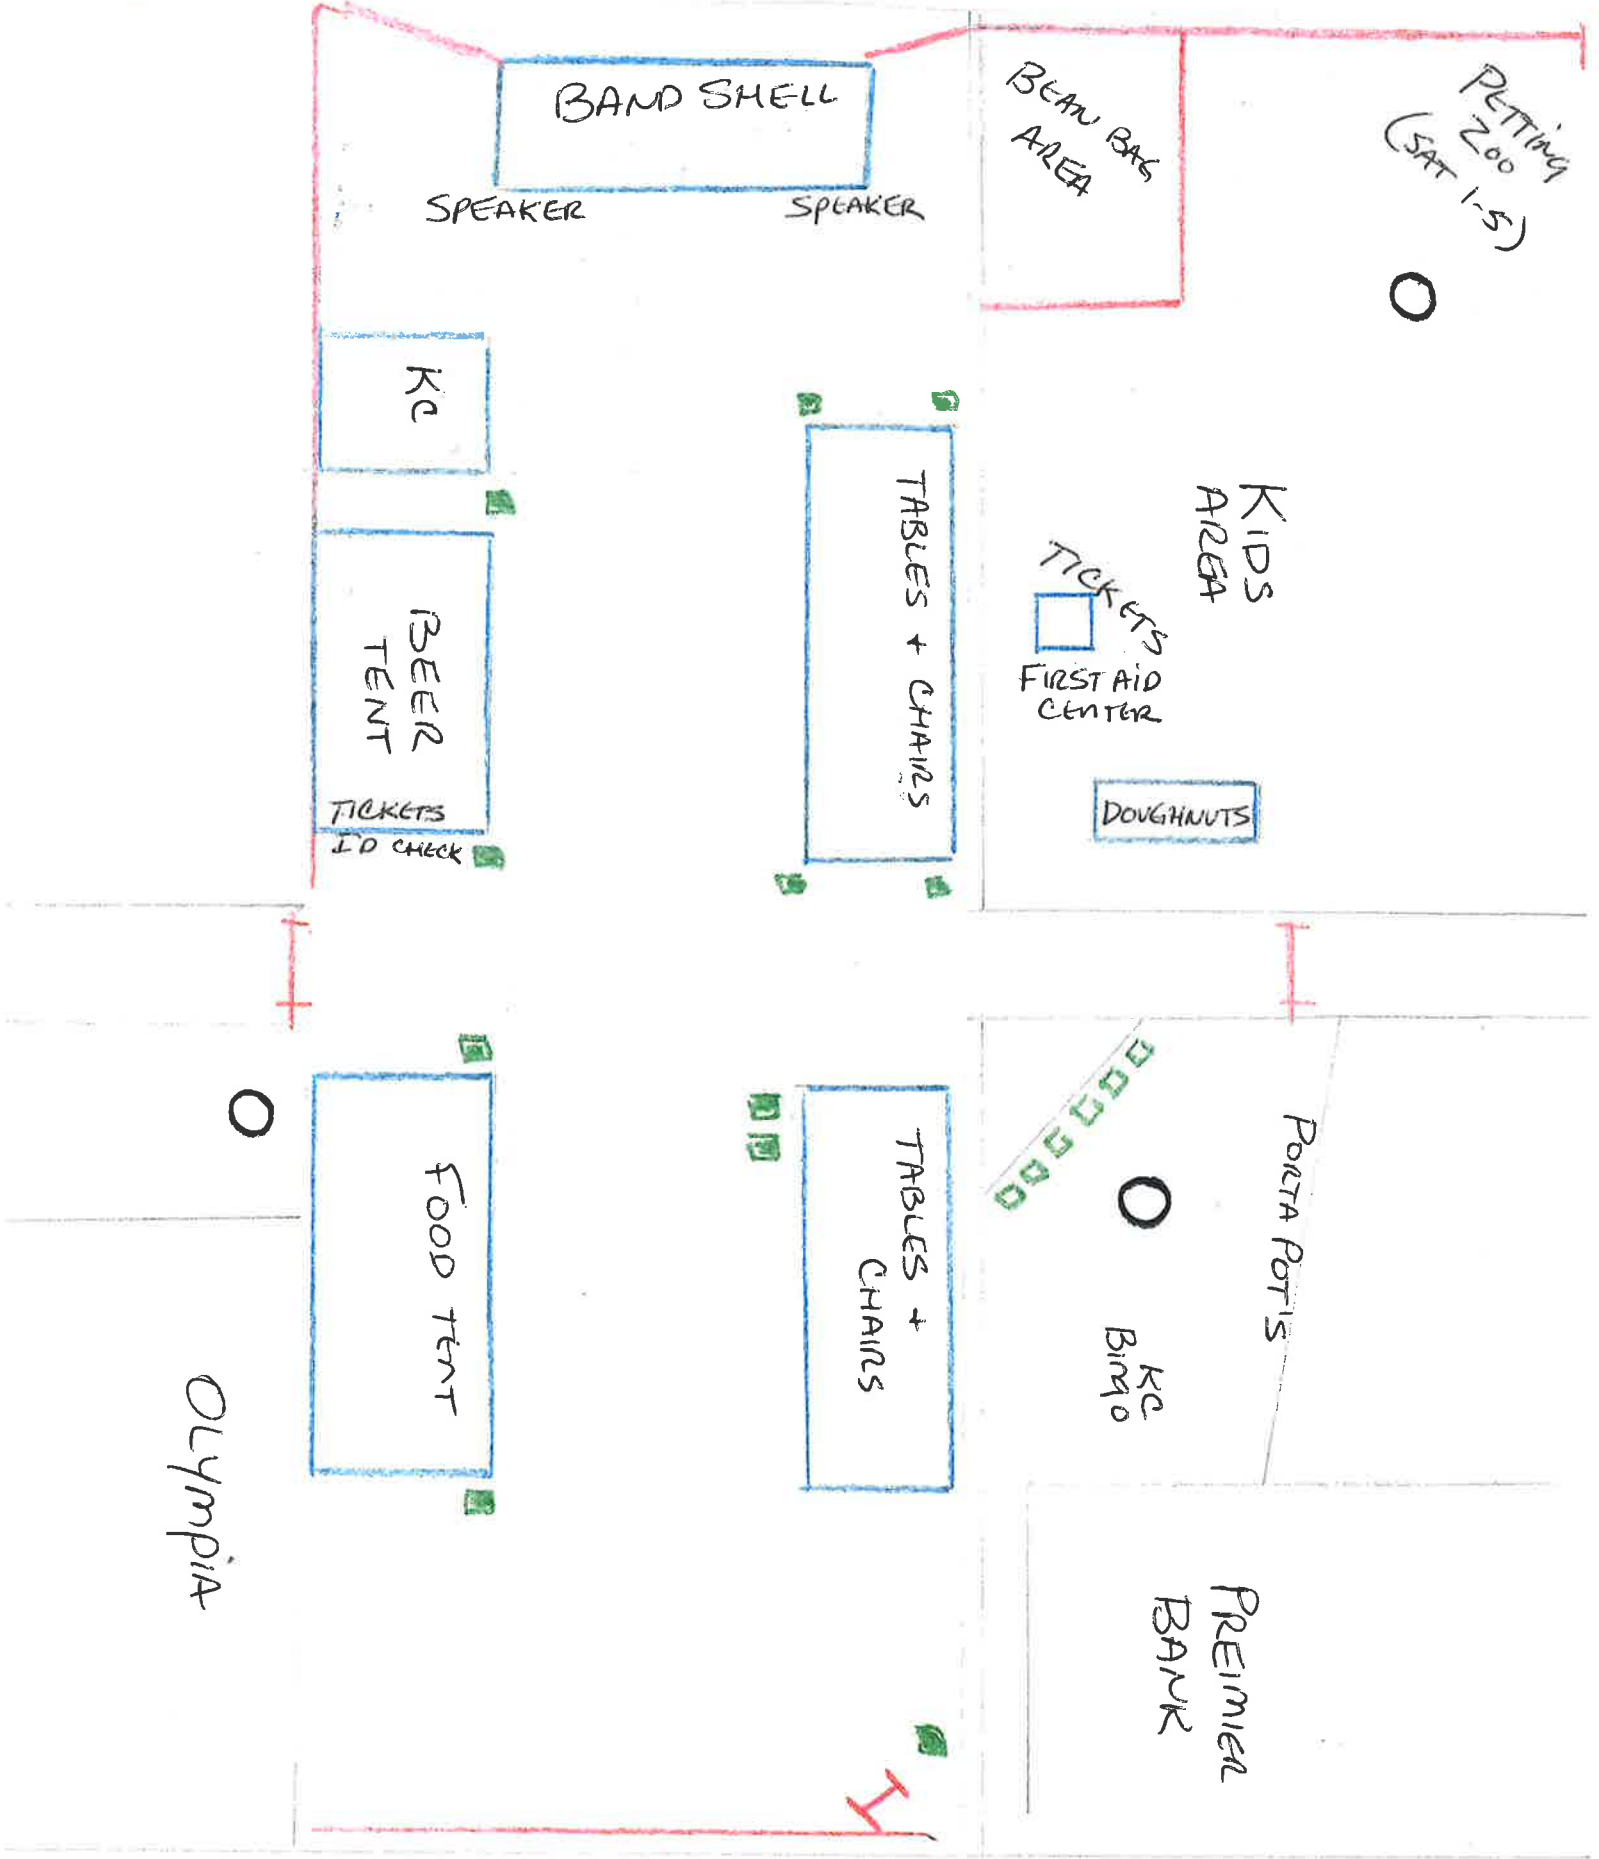 BAND SHELL
SPEAKER
SPEAKER
BEAN BAG
AREA
PETTING
ZOO
(SAT 1-5)
KC
BEER
TENT
TICKETS
ID CHECK
TABLES + CHAIRS
KIDS
AREA
TICKETS
FIRST AID
CENTER
DOUGHNUTS
FOOD TENT
TABLES +
CHAIRS
PORTA POT'S
KC
Bingo
OLYMPIA
PREIMIER
BANK